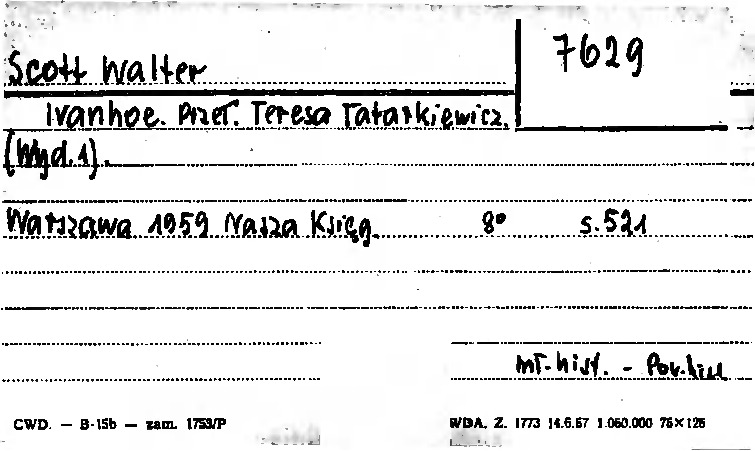 7629
Scott Walter
Ivanhoe. Przeł. Teresa Tatarkiewicz.
(Wyd. 1).
Warszawa 1959 Nasza Księg. 8° s. 521
mł-hist. - Pow.hist
CWD. — B-15b — zam. 1753/P
WDA. Z. 1773 14.6.67 1.060.000 75×125